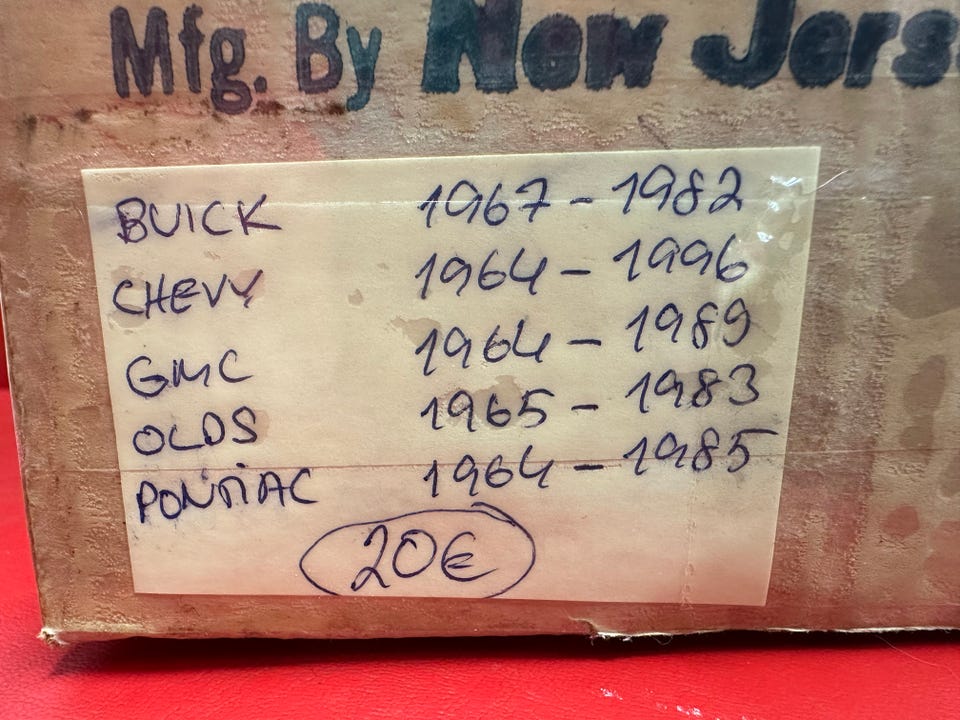 Mfg. By New Jers
BUICK 1967 - 1982
CHEVY 1964 - 1996
GMC 1964 - 1989
OLDS 1965 - 1983
PONTIAC 1964 - 1985
20€